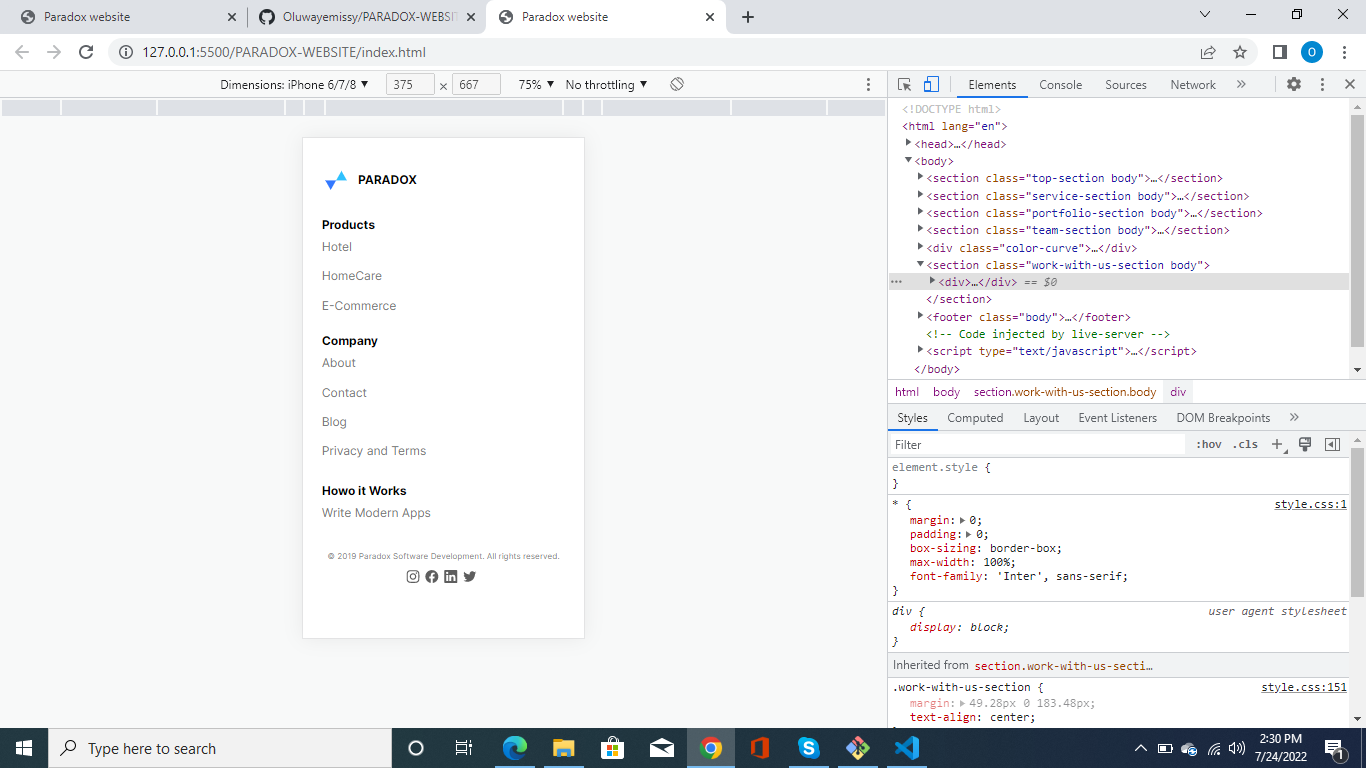 Paradox website
Oluwayemissy/PARADOX-WEBSIT
Paradox website
127.0.0.1:5500/PARADOX-WEBSITE/index.html
O
Dimensions: iPhone 6/7/8 ▼ 375 × 667 75% ▼ No throttling ▼
Elements Console Sources Network »
PARADOX
Products
Hotel
HomeCare
E-Commerce
Company
About
Contact
Blog
Privacy and Terms
Howo it Works
Write Modern Apps
© 2019 Paradox Software Development. All rights reserved.
<!DOCTYPE html>
<html lang="en">
<head>…</head>
<body>
<section class="top-section body">…</section>
<section class="service-section body">…</section>
<section class="portfolio-section body">…</section>
<section class="team-section body">…</section>
<div class="color-curve">…</div>
<section class="work-with-us-section body">
<div>…</div> == $0
</section>
<footer class="body">…</footer>
<!-- Code injected by live-server -->
<script type="text/javascript">…</script>
</body>
html body section.work-with-us-section.body div
Styles Computed Layout Event Listeners DOM Breakpoints »
Filter :hov .cls +
element.style {
}
* { style.css:1
margin: 0;
padding: 0;
box-sizing: border-box;
max-width: 100%;
font-family: 'Inter', sans-serif;
}
div { user agent stylesheet
display: block;
}
Inherited from section.work-with-us-secti…
.work-with-us-section { style.css:151
margin: 49.28px 0 183.48px;
text-align: center;
Type here to search
2:30 PM
7/24/2022
1